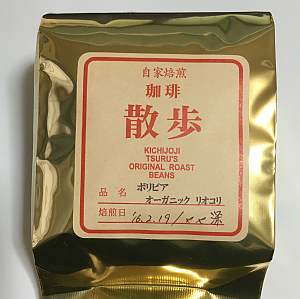 自家焙煎
珈琲
散歩
KICHIJOJI
TSURU'S
ORIGINAL ROAST
BEANS
品名 ボリビア
オーガニック リオコリ
焙煎日 '16.2.19/